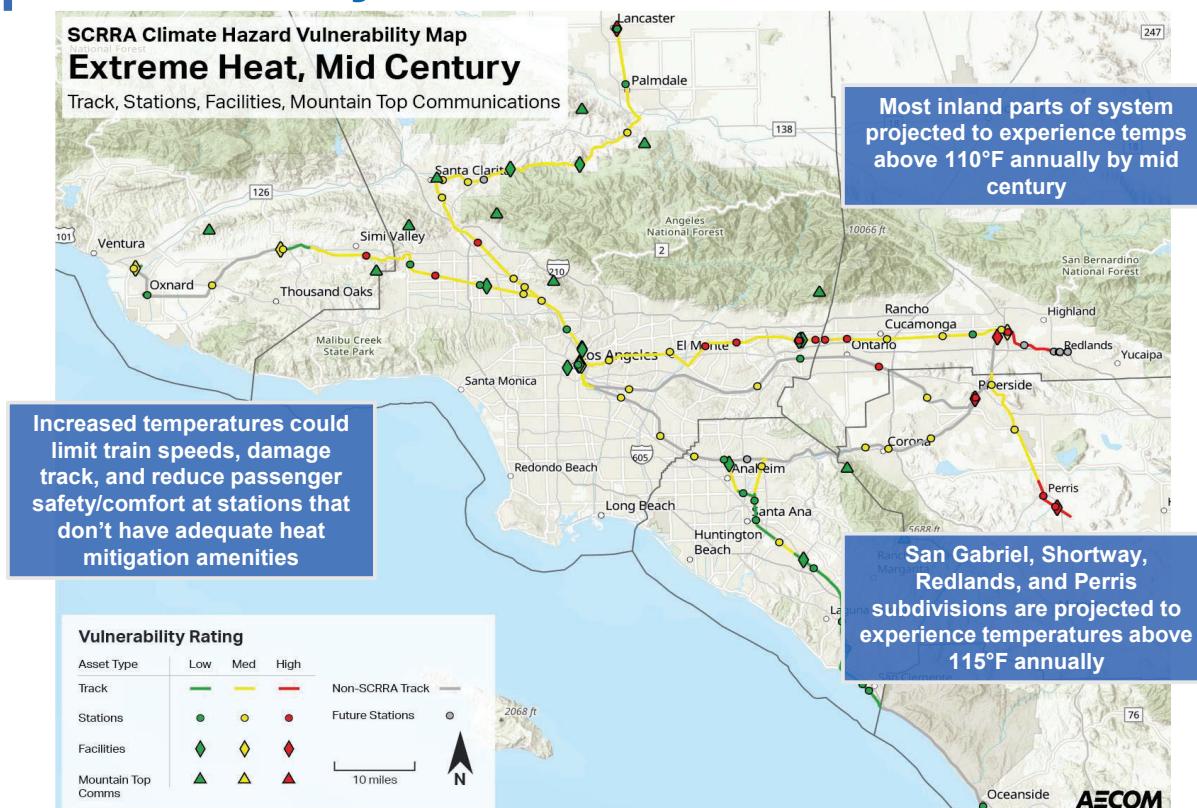 SCRRA Climate Hazard Vulnerability Map
Extreme Heat, Mid Century
Track, Stations, Facilities, Mountain Top Communications
Most inland parts of system
projected to experience temps
above 110°F annually by mid
century
Increased temperatures could
limit train speeds, damage
track, and reduce passenger
safety/comfort at stations that
don't have adequate heat
mitigation amenities
San Gabriel, Shortway,
Redlands, and Perris
subdivisions are projected to
experience temperatures above
115°F annually
Lancaster
247
Palmdale
138
Santa Clarit
126
Angeles
National Forest
2
10066 ft
101
Ventura
Simi Valley
210
San Bernardino
National Forest
Oxnard
Thousand Oaks
Highland
Rancho
Cucamonga
Malibu Creek
State Park
El Monte
Ontario
Redlands
Los Angeles
Yucaipa
Santa Monica
Riverside
605
Corona
Redondo Beach
Anaheim
Perris
Long Beach
Santa Ana
Huntington
Beach
5688 ft
San Clemente
2068 ft
76
Oceanside
Vulnerability Rating
Asset Type Low Med High
Track Non-SCRRA Track
Stations Future Stations
Facilities
Mountain Top
Comms
10 miles
N
AECOM